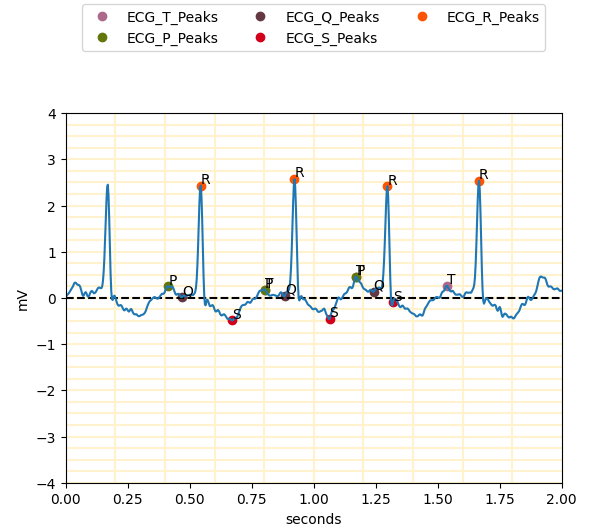 ECG_T_Peaks ECG_Q_Peaks ECG_R_Peaks
ECG_P_Peaks ECG_S_Peaks
4
3
2
1
0
−1
−2
−3
−4
mV
R R R R
P Q S T P Q S T P Q S T
0.00 0.25 0.50 0.75 1.00 1.25 1.50 1.75 2.00
seconds